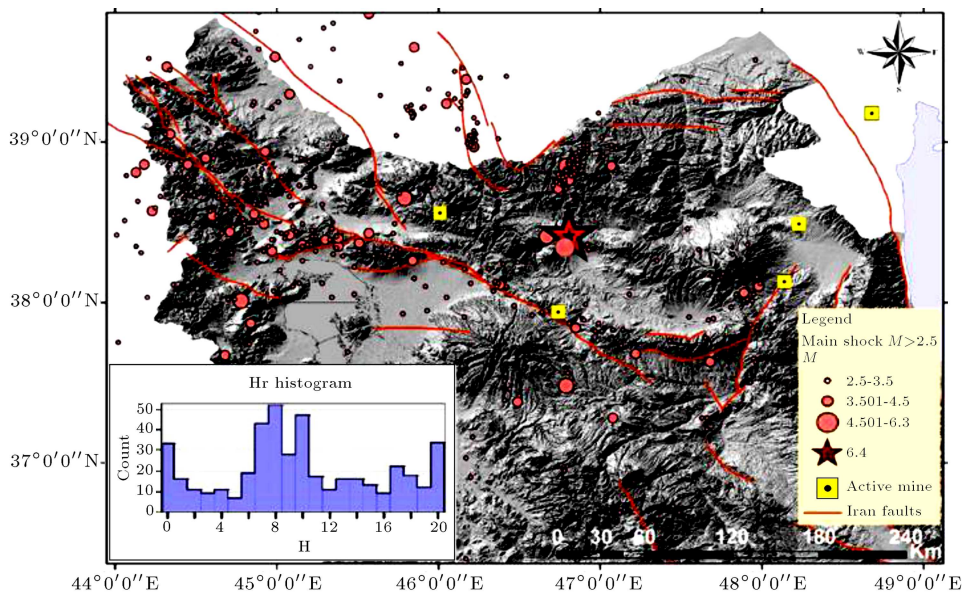 39°0'0''N
38°0'0''N
37°0'0''N
Legend
Main shock M>2.5
M
2.5-3.5
3.501-4.5
4.501-6.3
6.4
Active mine
Iran faults
Hr histogram
Count
50
40
30
20
10
0
0 4 8 12 16 20
H
0 30 60 120 180 240
Km
44°0'0''E 45°0'0''E 46°0'0''E 47°0'0''E 48°0'0''E 49°0'0''E